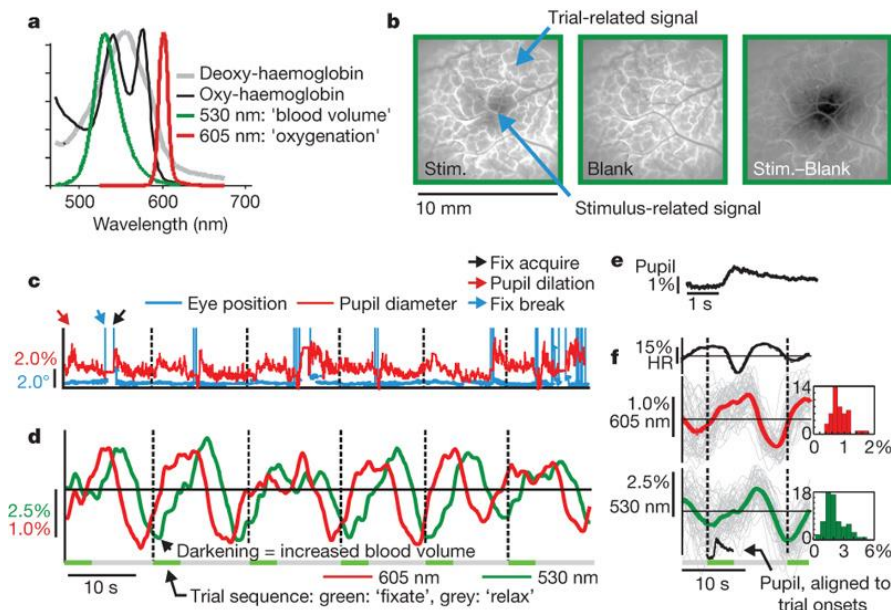 a
Deoxy-haemoglobin
Oxy-haemoglobin
530 nm: 'blood volume'
605 nm: 'oxygenation'
500 600 700
Wavelength (nm)
b
Trial-related signal
Stim.
Blank
Stim.–Blank
10 mm
Stimulus-related signal
c
Eye position
Pupil diameter
Fix acquire
Pupil dilation
Fix break
2.0%
2.0°
d
2.5%
1.0%
Darkening = increased blood volume
10 s
605 nm
530 nm
Trial sequence: green: 'fixate', grey: 'relax'
e
Pupil
1%
1 s
f
15%
HR
1.0%
605 nm
14
0 1 2%
2.5%
530 nm
18
0 3 6%
10 s
Pupil, aligned to
trial onsets